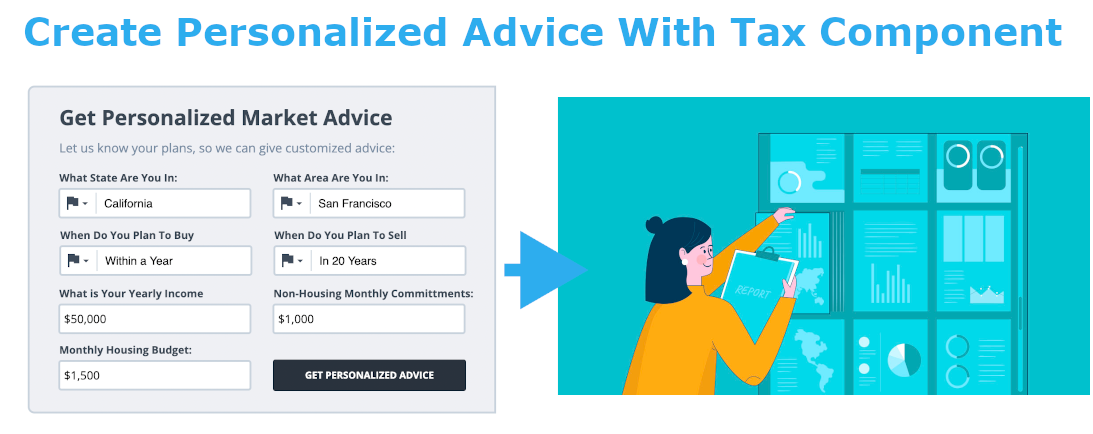 Create Personalized Advice With Tax Component
Get Personalized Market Advice
Let us know your plans, so we can give customized advice:
What State Are You In:
What Area Are You In:
California
San Francisco
When Do You Plan To Buy
When Do You Plan To Sell
Within a Year
In 20 Years
What is Your Yearly Income
Non-Housing Monthly Committments:
$50,000
$1,000
Monthly Housing Budget:
$1,500
GET PERSONALIZED ADVICE
REPORT